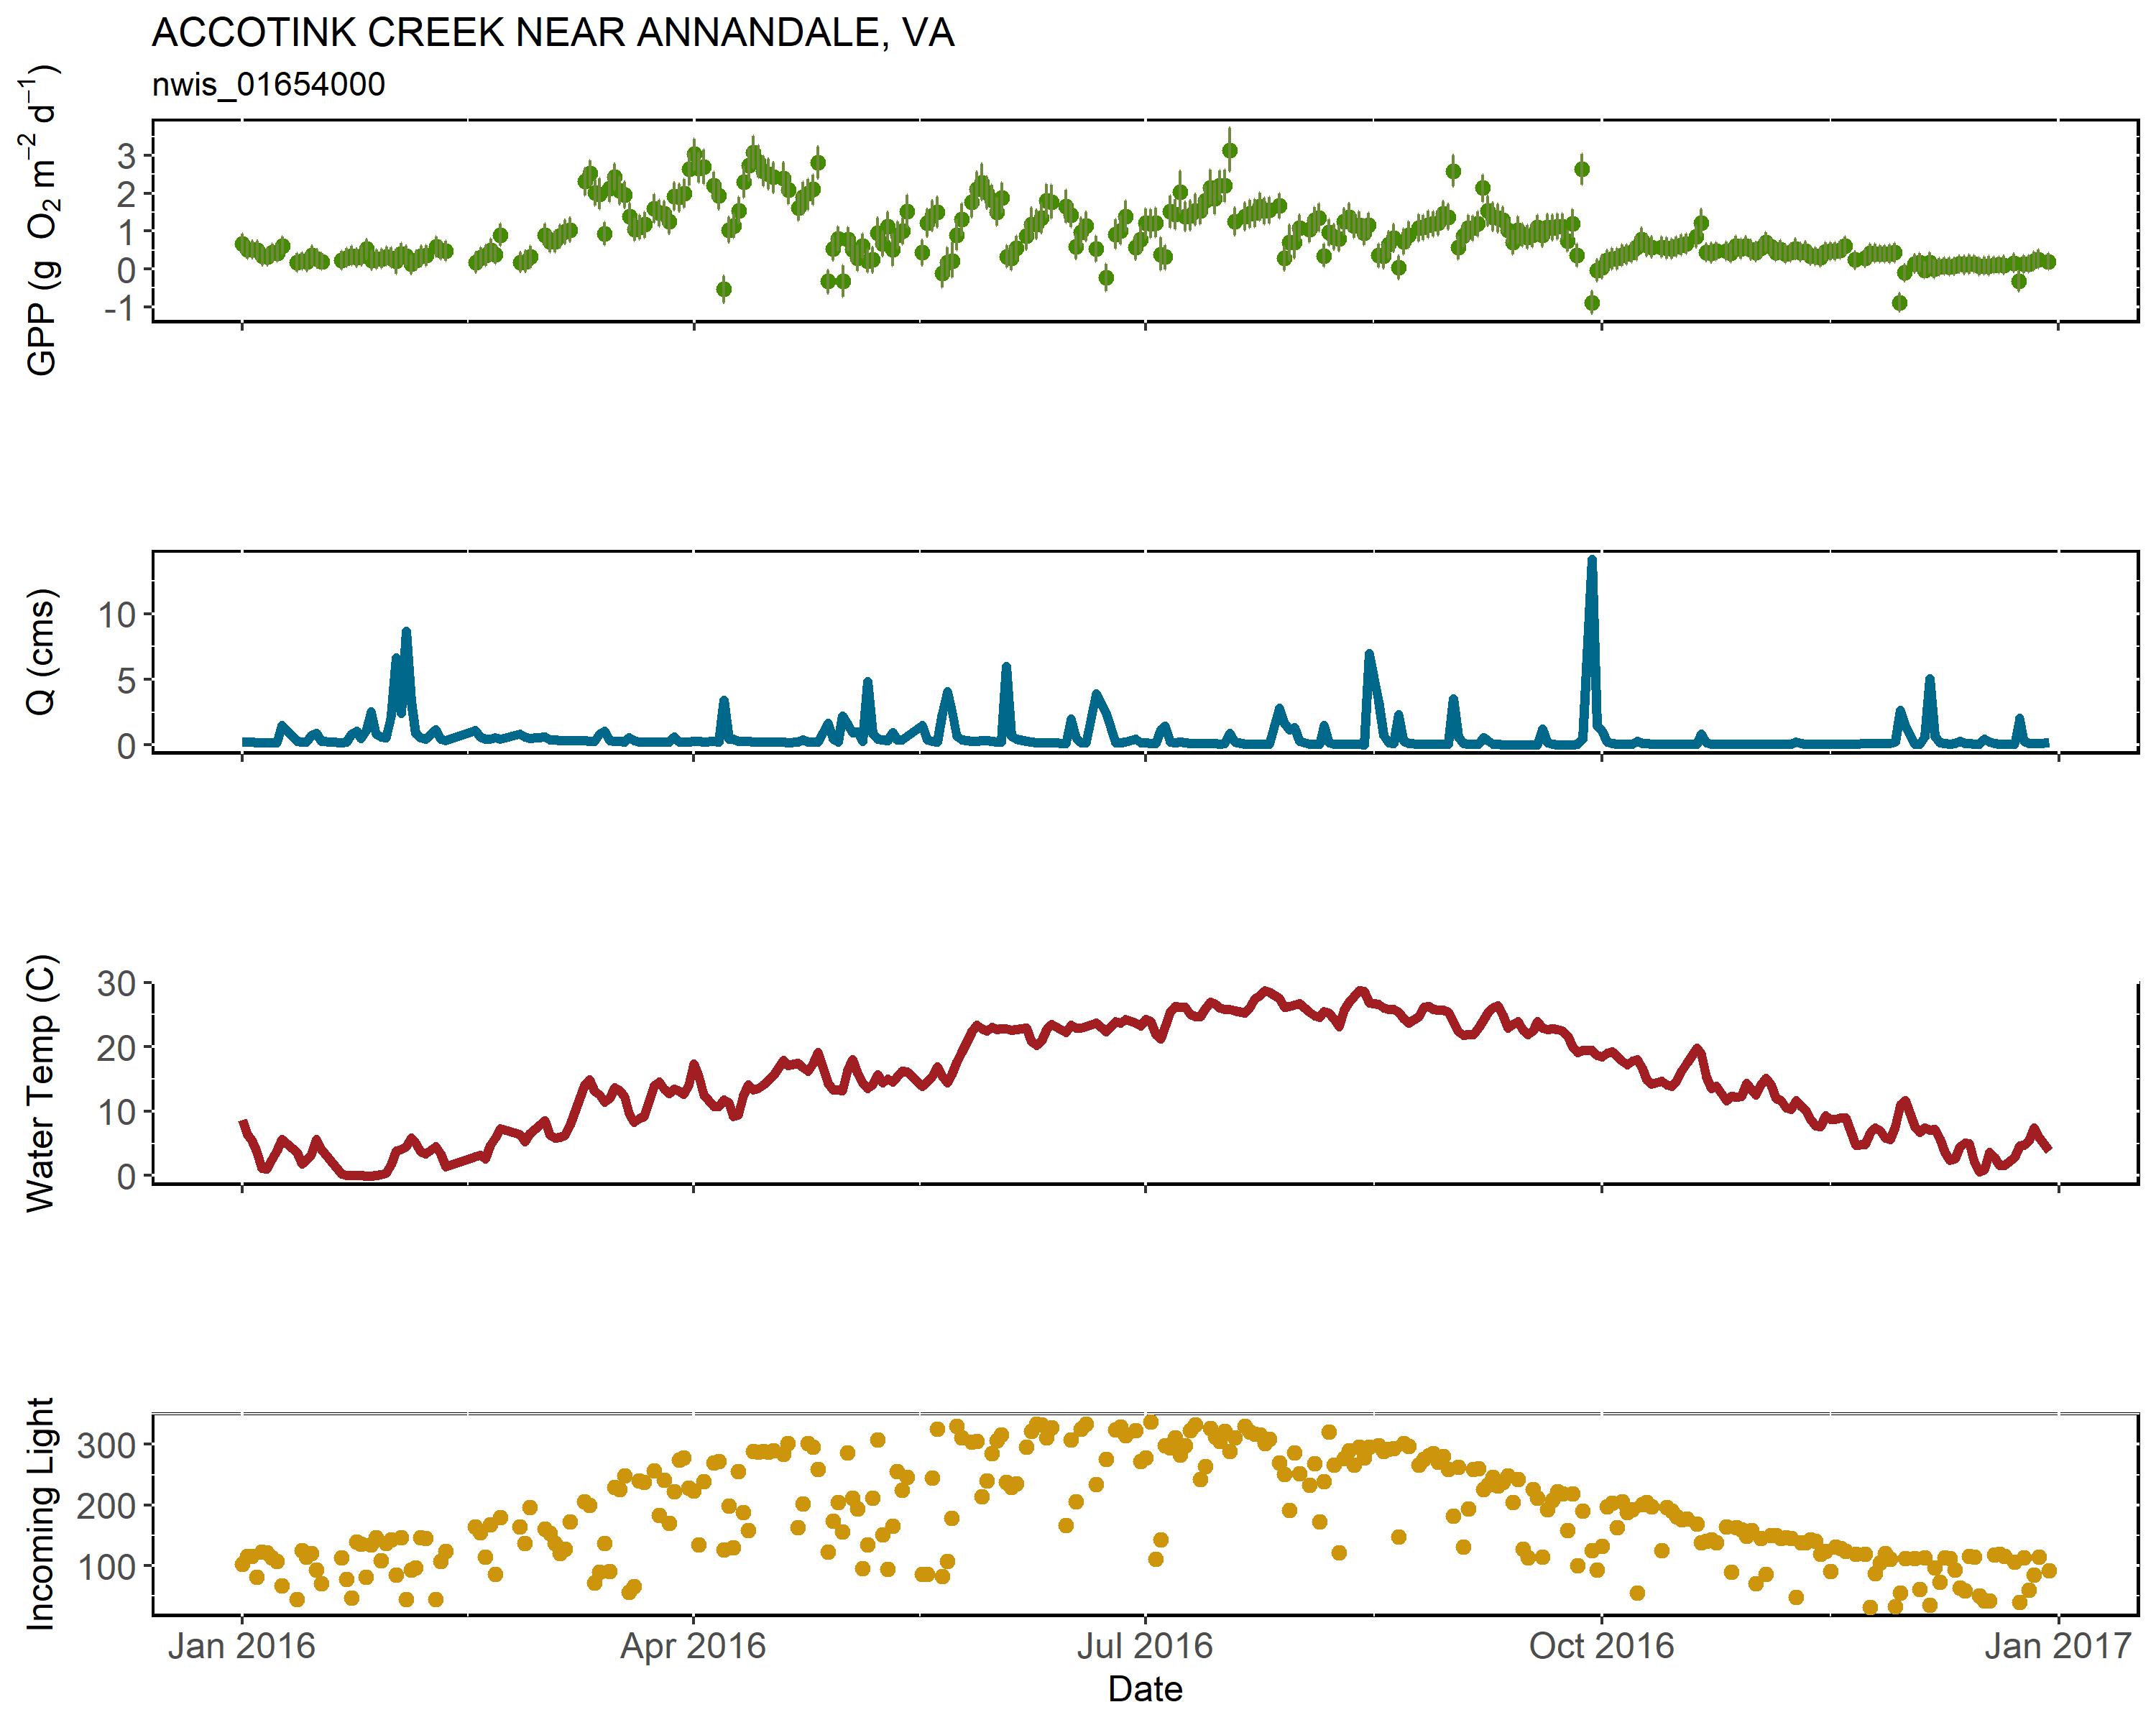 ACCOTINK CREEK NEAR ANNANDALE, VA
nwis_01654000
GPP (g O₂ m⁻² d⁻¹)
3
2
1
0
-1
Q (cms)
10
5
0
Water Temp (C)
30
20
10
0
Incoming Light
300
200
100
Jan 2016 Apr 2016 Jul 2016 Oct 2016 Jan 2017
Date